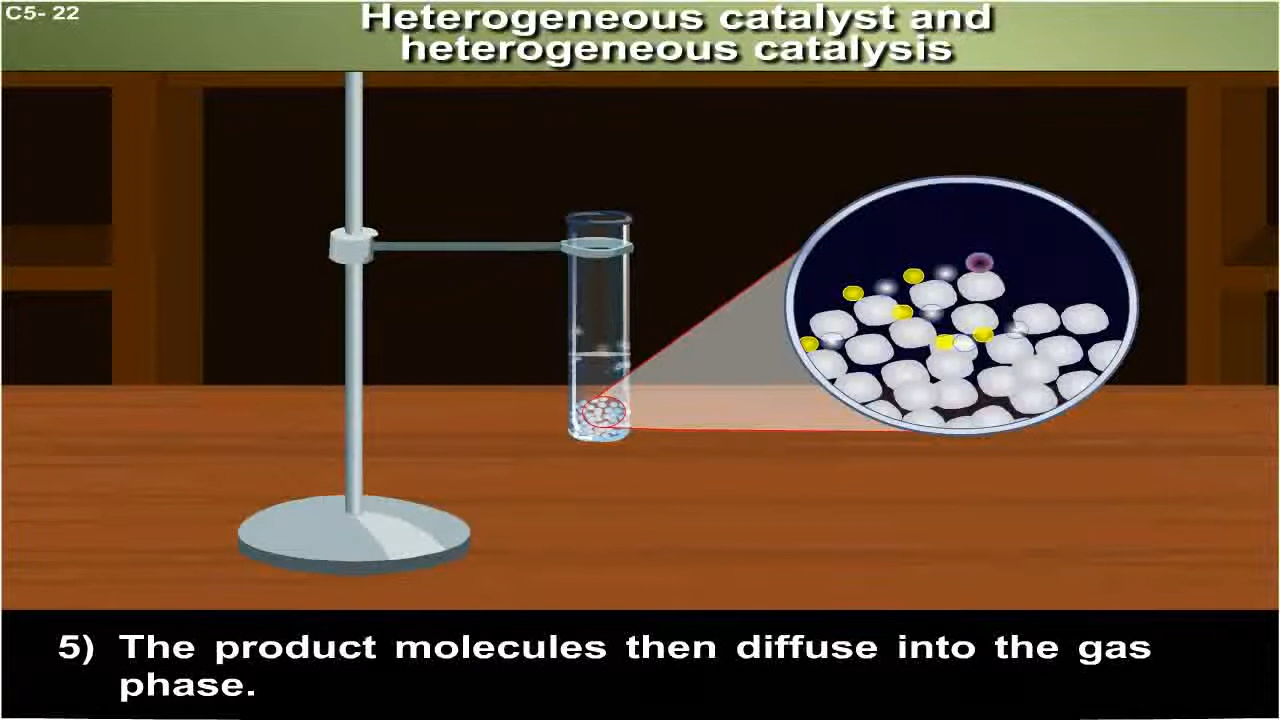 C5- 22
Heterogeneous catalyst and
heterogeneous catalysis
5) The product molecules then diffuse into the gas
phase.